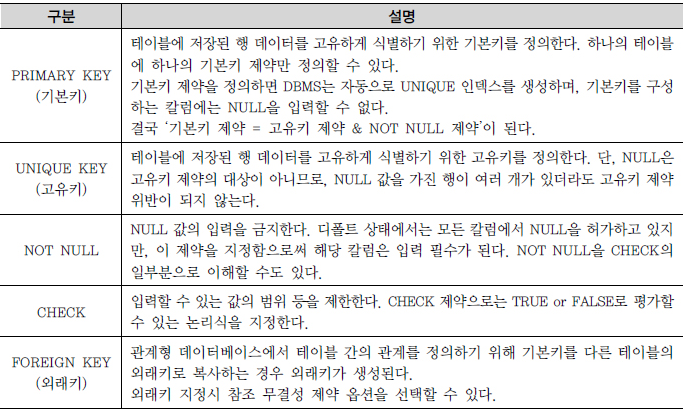 구분 설명
PRIMARY KEY
(기본키)
테이블에 저장된 행 데이터를 고유하게 식별하기 위한 기본키를 정의한다. 하나의 테이블
에 하나의 기본키 제약만 정의할 수 있다.
기본키 제약을 정의하면 DBMS는 자동으로 UNIQUE 인덱스를 생성하며, 기본키를 구성
하는 칼럼에는 NULL을 입력할 수 없다.
결국 ‘기본키 제약 = 고유키 제약 & NOT NULL 제약’이 된다.
UNIQUE KEY
(고유키)
테이블에 저장된 행 데이터를 고유하게 식별하기 위한 고유키를 정의한다. 단, NULL은
고유키 제약의 대상이 아니므로, NULL 값을 가진 행이 여러 개가 있더라도 고유키 제약
위반이 되지 않는다.
NOT NULL
NULL 값의 입력을 금지한다. 디폴트 상태에서는 모든 칼럼에서 NULL을 허가하고 있지
만, 이 제약을 지정함으로써 해당 칼럼은 입력 필수가 된다. NOT NULL을 CHECK의
일부분으로 이해할 수도 있다.
CHECK
입력할 수 있는 값의 범위 등을 제한한다. CHECK 제약으로는 TRUE or FALSE로 평가할
수 있는 논리식을 지정한다.
FOREIGN KEY
(외래키)
관계형 데이터베이스에서 테이블 간의 관계를 정의하기 위해 기본키를 다른 테이블의
외래키로 복사하는 경우 외래키가 생성된다.
외래키 지정시 참조 무결성 제약 옵션을 선택할 수 있다.